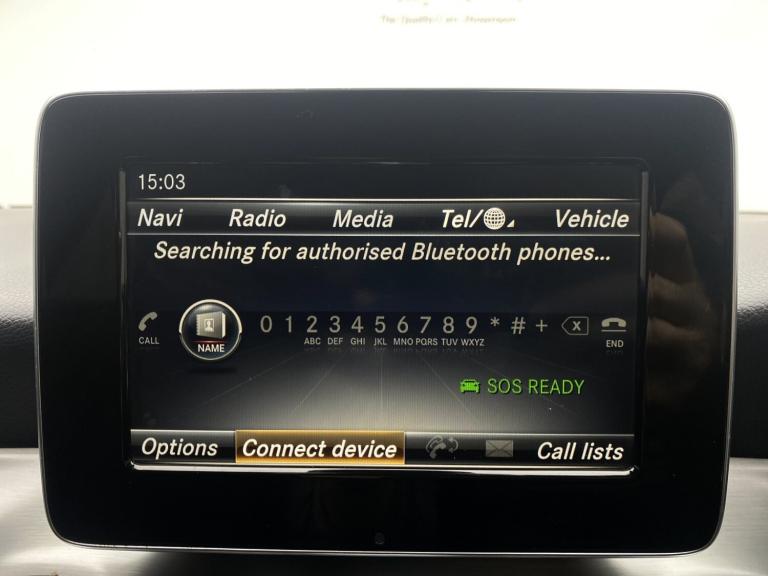 15:03
Navi Radio Media Tel/ Vehicle
Searching for authorised Bluetooth phones...
0 1 2 3 4 5 6 7 8 9 * # + X
CALL NAME ABC DEF GHI JKL MNO PQRS TUV WXYZ END
SOS READY
Options Connect device Call lists